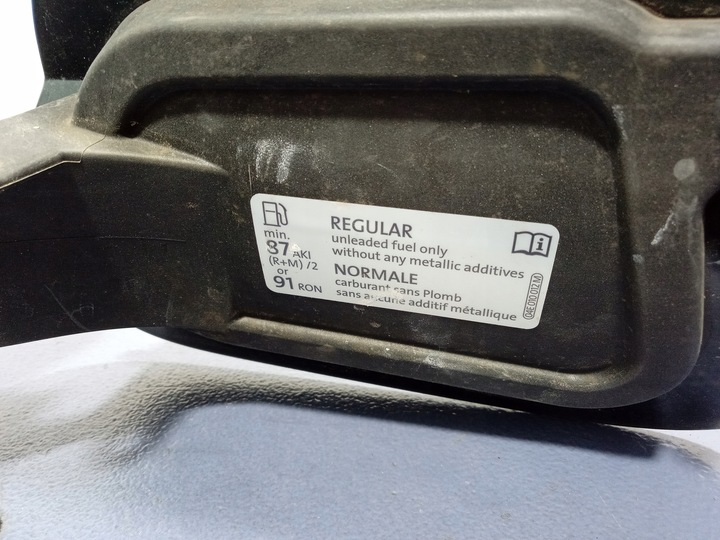 min.
87 AKI
(R+M) /2
or
91 RON
REGULAR
unleaded fuel only
without any metallic additives
NORMALE
carburant sans Plomb
sans aucune additif métallique
i